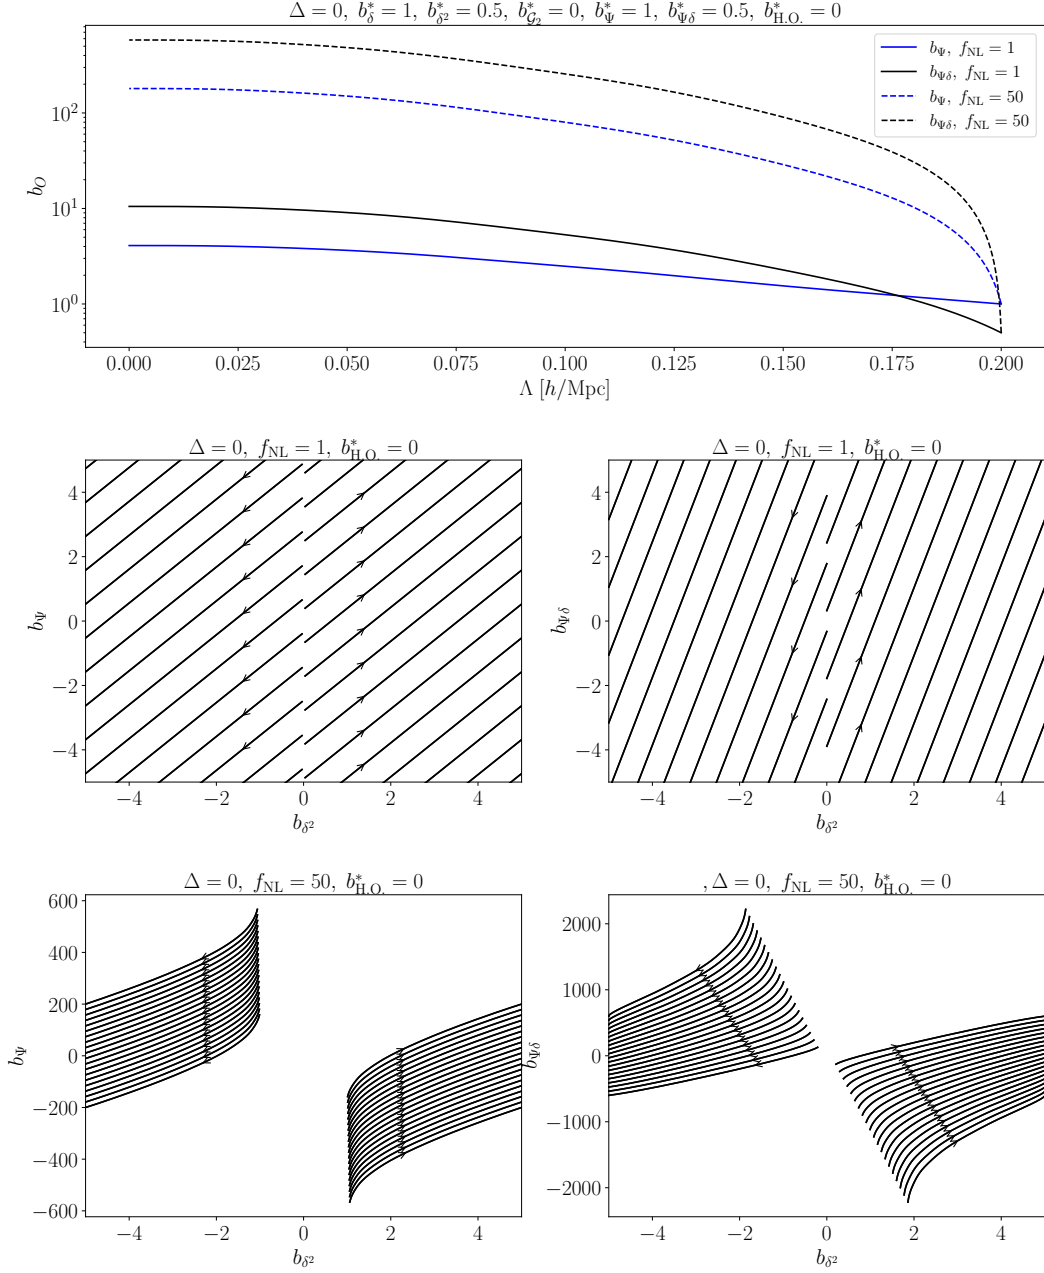 Δ = 0, b*_δ = 1, b*_{δ²} = 0.5, b*_{𝒢₂} = 0, b*_Ψ = 1, b*_{Ψδ} = 0.5, b*_{H.O.} = 0
b_Ψ, f_NL = 1
b_{Ψδ}, f_NL = 1
b_Ψ, f_NL = 50
b_{Ψδ}, f_NL = 50
10²
10¹
10⁰
b_O
0.000 0.025 0.050 0.075 0.100 0.125 0.150 0.175 0.200
Λ [h/Mpc]
Δ = 0, f_NL = 1, b*_{H.O.} = 0
4
2
0
−2
−4
b_Ψ
−4 −2 0 2 4
b_{δ²}
Δ = 0, f_NL = 1, b*_{H.O.} = 0
4
2
0
−2
−4
b_{Ψδ}
−4 −2 0 2 4
b_{δ²}
Δ = 0, f_NL = 50, b*_{H.O.} = 0
600
400
200
0
−200
−400
−600
b_Ψ
−4 −2 0 2 4
b_{δ²}
, Δ = 0, f_NL = 50, b*_{H.O.} = 0
2000
1000
0
−1000
−2000
b_{Ψδ}
−4 −2 0 2 4
b_{δ²}